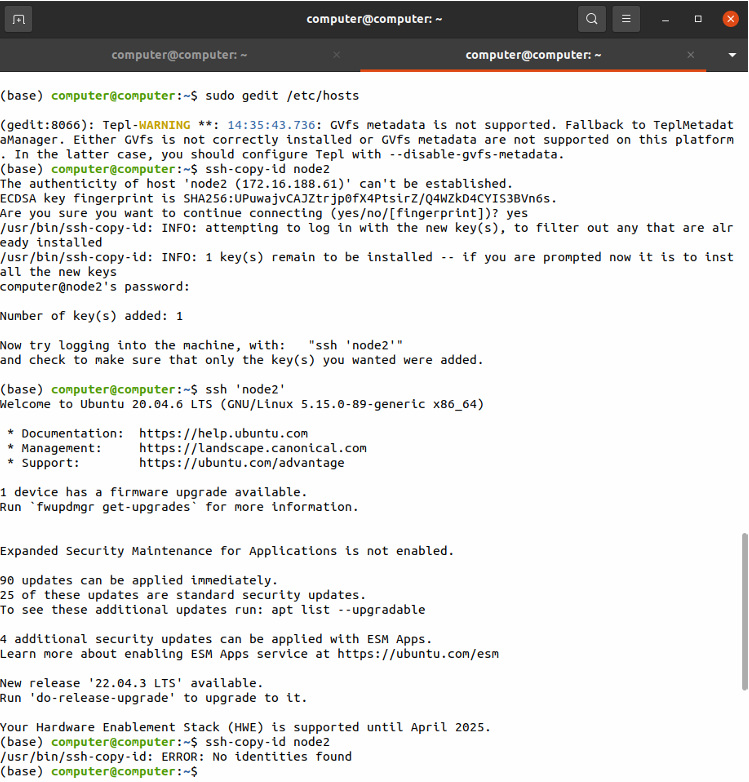 computer@computer: ~
computer@computer: ~
computer@computer: ~
(base) computer@computer:~$ sudo gedit /etc/hosts
(gedit:8066): Tepl-WARNING **: 14:35:43.736: GVfs metadata is not supported. Fallback to TeplMetadat
aManager. Either GVfs is not correctly installed or GVfs metadata are not supported on this platform
. In the latter case, you should configure Tepl with --disable-gvfs-metadata.
(base) computer@computer:~$ ssh-copy-id node2
The authenticity of host 'node2 (172.16.188.61)' can't be established.
ECDSA key fingerprint is SHA256:UPuwajvCAJZtrjp0fX4PtsirZ/Q4WZkD4CYIS3BVn6s.
Are you sure you want to continue connecting (yes/no/[fingerprint])? yes
/usr/bin/ssh-copy-id: INFO: attempting to log in with the new key(s), to filter out any that are alr
eady installed
/usr/bin/ssh-copy-id: INFO: 1 key(s) remain to be installed -- if you are prompted now it is to inst
all the new keys
computer@node2's password:
Number of key(s) added: 1
Now try logging into the machine, with:   "ssh 'node2'"
and check to make sure that only the key(s) you wanted were added.
(base) computer@computer:~$ ssh 'node2'
Welcome to Ubuntu 20.04.6 LTS (GNU/Linux 5.15.0-89-generic x86_64)
 * Documentation:  https://help.ubuntu.com
 * Management:     https://landscape.canonical.com
 * Support:        https://ubuntu.com/advantage
1 device has a firmware upgrade available.
Run `fwupdmgr get-upgrades` for more information.
Expanded Security Maintenance for Applications is not enabled.
90 updates can be applied immediately.
25 of these updates are standard security updates.
To see these additional updates run: apt list --upgradable
4 additional security updates can be applied with ESM Apps.
Learn more about enabling ESM Apps service at https://ubuntu.com/esm
New release '22.04.3 LTS' available.
Run 'do-release-upgrade' to upgrade to it.
Your Hardware Enablement Stack (HWE) is supported until April 2025.
(base) computer@computer:~$ ssh-copy-id node2
/usr/bin/ssh-copy-id: ERROR: No identities found
(base) computer@computer:~$